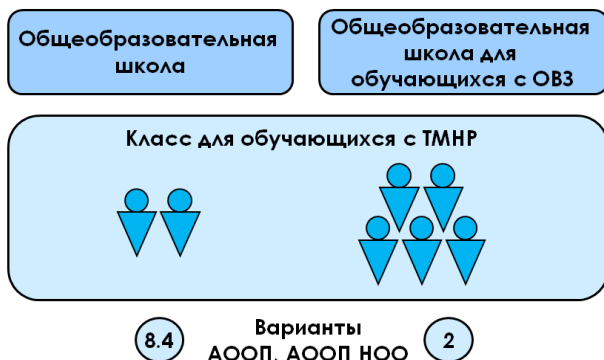 Общеобразовательная
школа
Общеобразовательная
школа для
обучающихся с ОВЗ
Класс для обучающихся с ТМНР
8.4
Варианты
АООП, АООП НОО
2